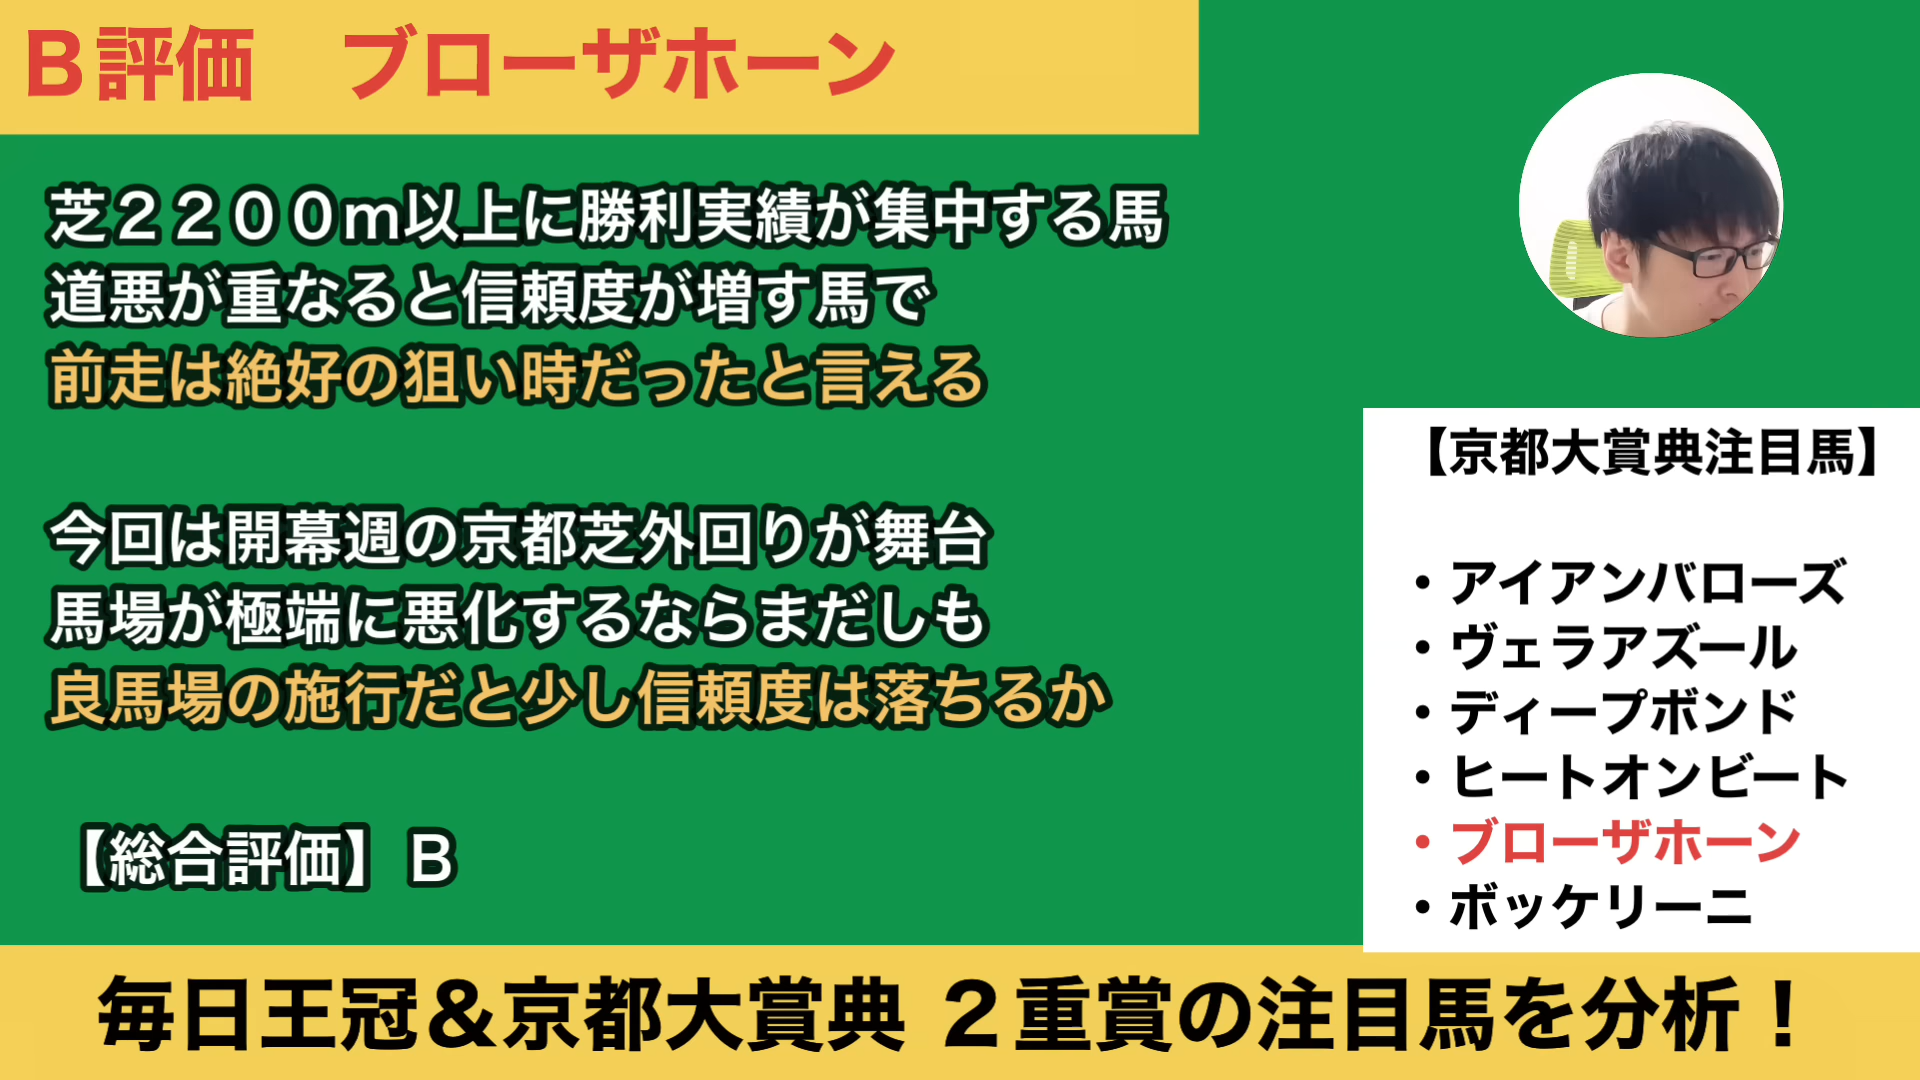 Ｂ評価　ブローザホーン
芝２２００ｍ以上に勝利実績が集中する馬
道悪が重なると信頼度が増す馬で
前走は絶好の狙い時だったと言える
今回は開幕週の京都芝外回りが舞台
馬場が極端に悪化するならまだしも
良馬場の施行だと少し信頼度は落ちるか
【総合評価】Ｂ
【京都大賞典注目馬】
・アイアンバローズ
・ヴェラアズール
・ディープボンド
・ヒートオンビート
・ブローザホーン
・ボッケリーニ
毎日王冠＆京都大賞典 ２重賞の注目馬を分析！